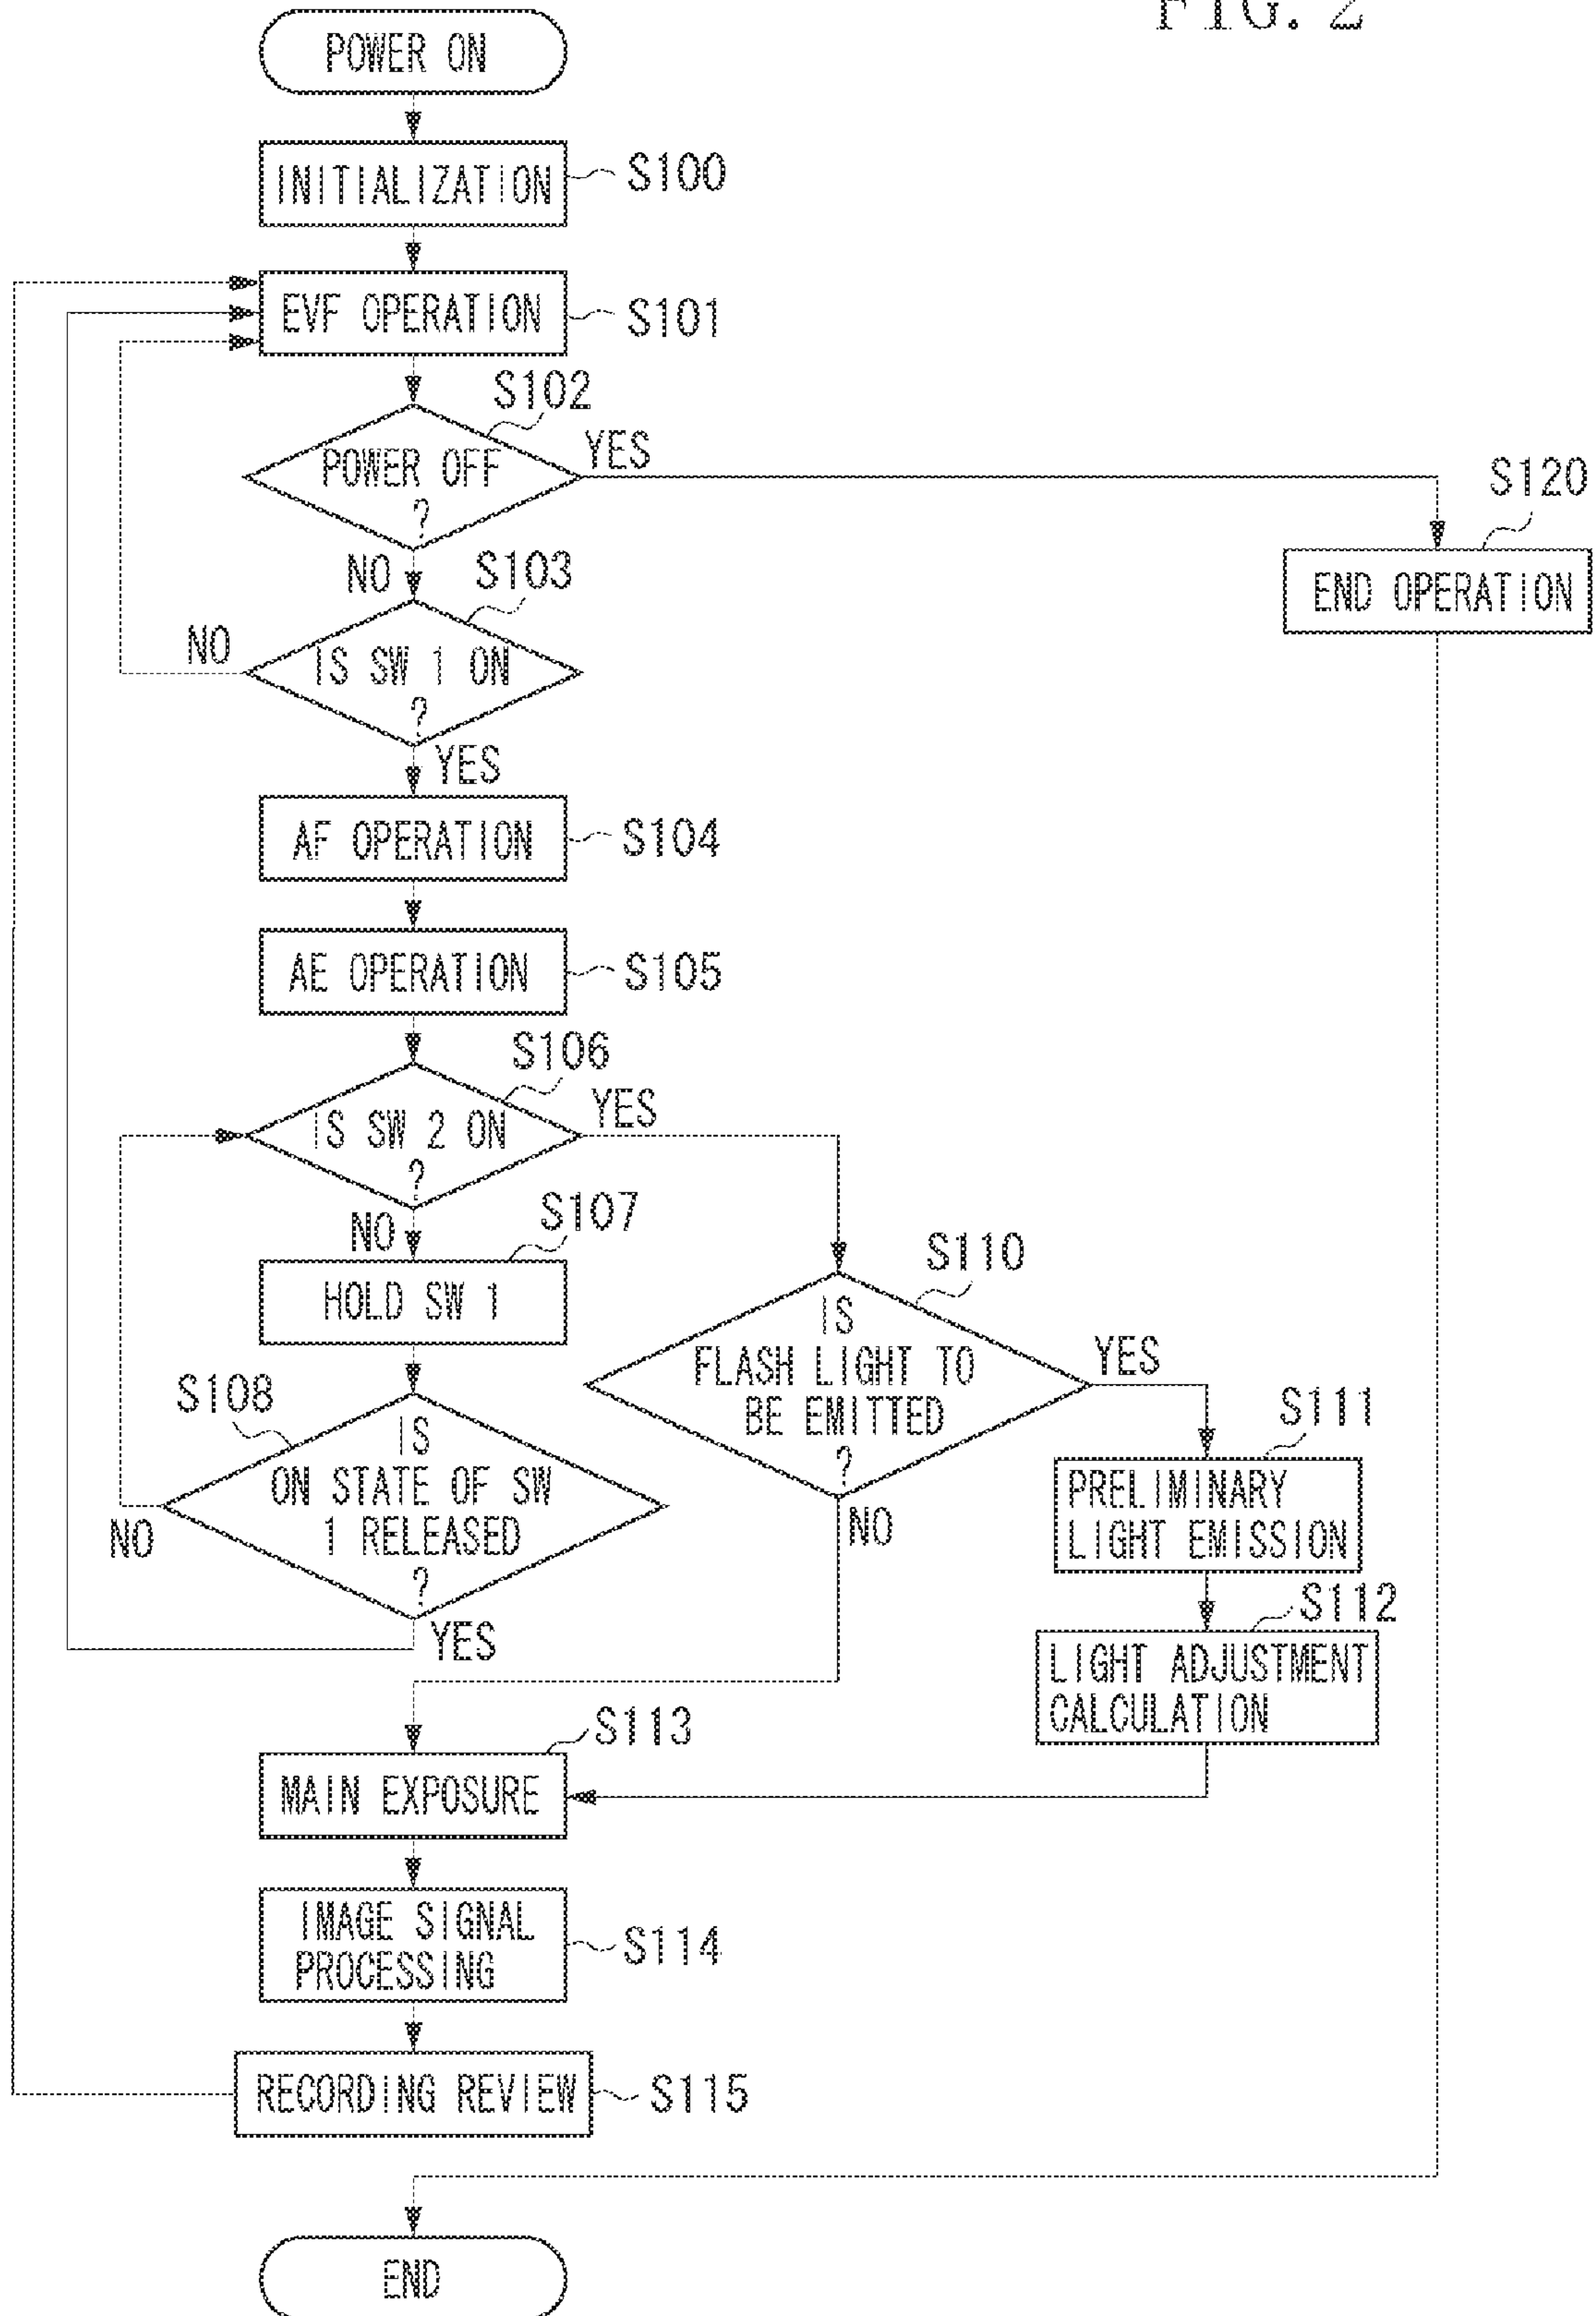 FIG. 2
POWER ON
INITIALIZATION
S100
EVF OPERATION
S101
S102
POWER OFF
?
YES
NO
S120
END OPERATION
S103
IS SW 1 ON
?
NO
YES
AF OPERATION
S104
AE OPERATION
S105
S106
IS SW 2 ON
?
YES
NO
S107
HOLD SW 1
S108
IS
ON STATE OF SW
1 RELEASED
?
NO
YES
S110
IS
FLASH LIGHT TO
BE EMITTED
?
YES
NO
S111
PRELIMINARY
LIGHT EMISSION
S112
LIGHT ADJUSTMENT
CALCULATION
S113
MAIN EXPOSURE
IMAGE SIGNAL
PROCESSING
S114
RECORDING REVIEW
S115
END